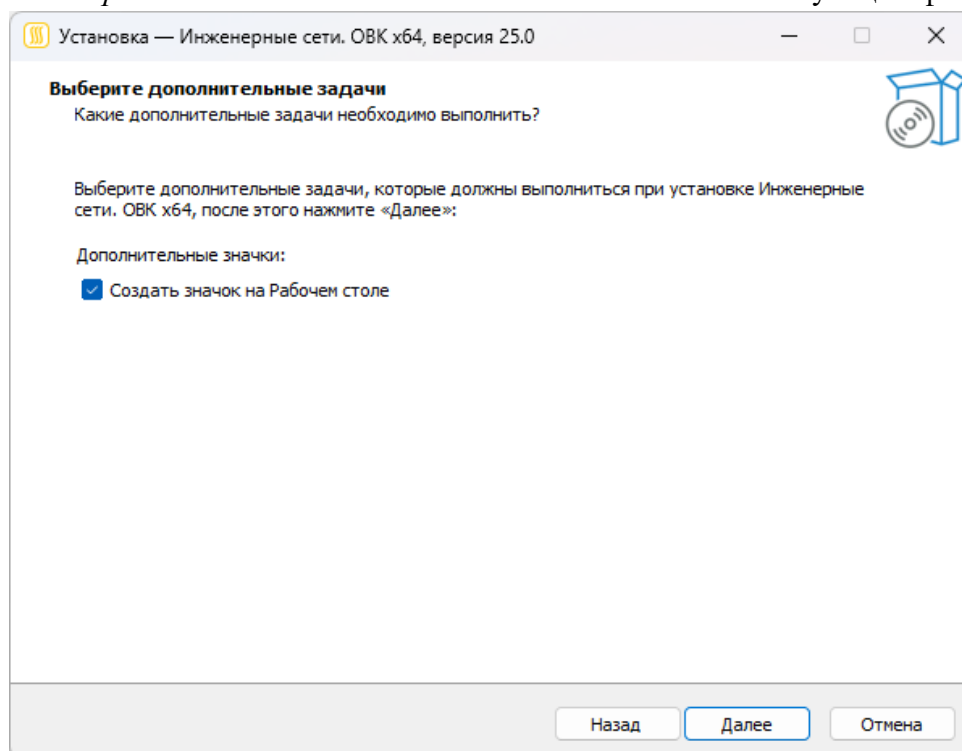 Установка — Инженерные сети. ОВК x64, версия 25.0
Выберите дополнительные задачи
Какие дополнительные задачи необходимо выполнить?
Выберите дополнительные задачи, которые должны выполниться при установке Инженерные
сети. ОВК x64, после этого нажмите «Далее»:
Дополнительные значки:
Создать значок на Рабочем столе
Назад Далее Отмена